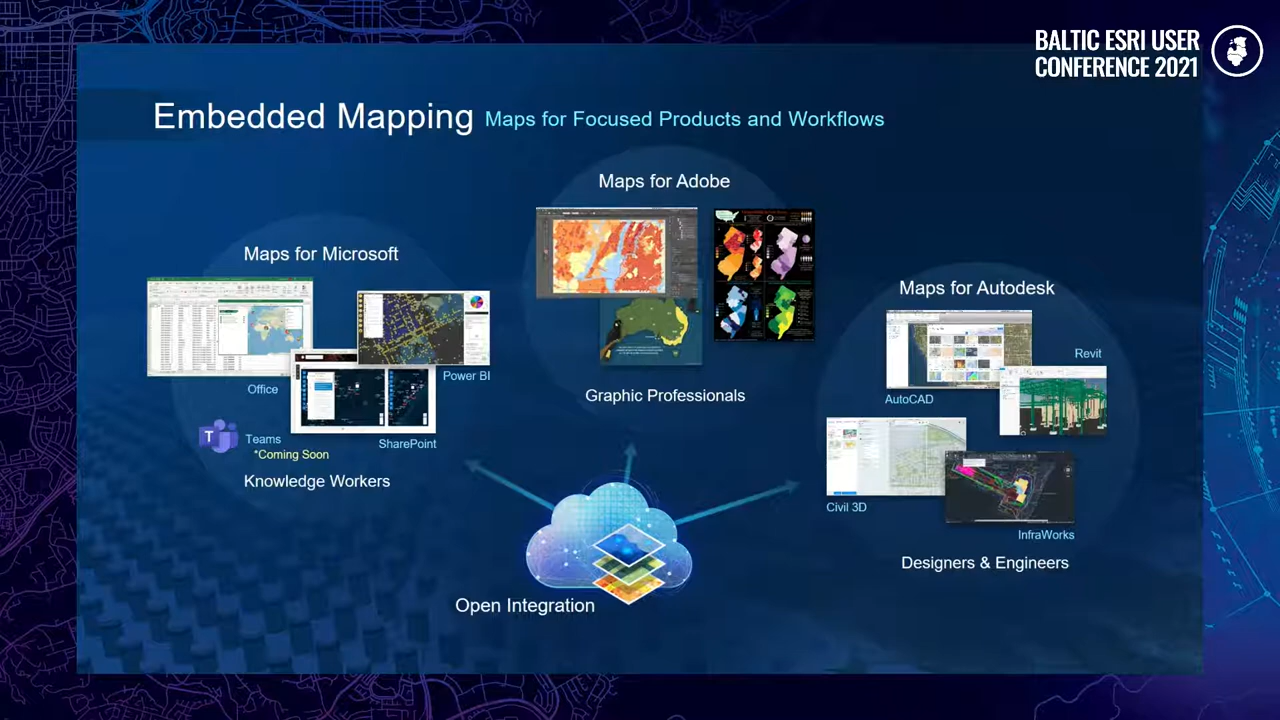 BALTIC ESRI USER
CONFERENCE 2021
Embedded Mapping Maps for Focused Products and Workflows
Maps for Adobe
Graphic Professionals
Maps for Microsoft
Office
Power BI
SharePoint
T
Teams
*Coming Soon
Knowledge Workers
Maps for Autodesk
Revit
AutoCAD
Civil 3D
InfraWorks
Designers & Engineers
Open Integration